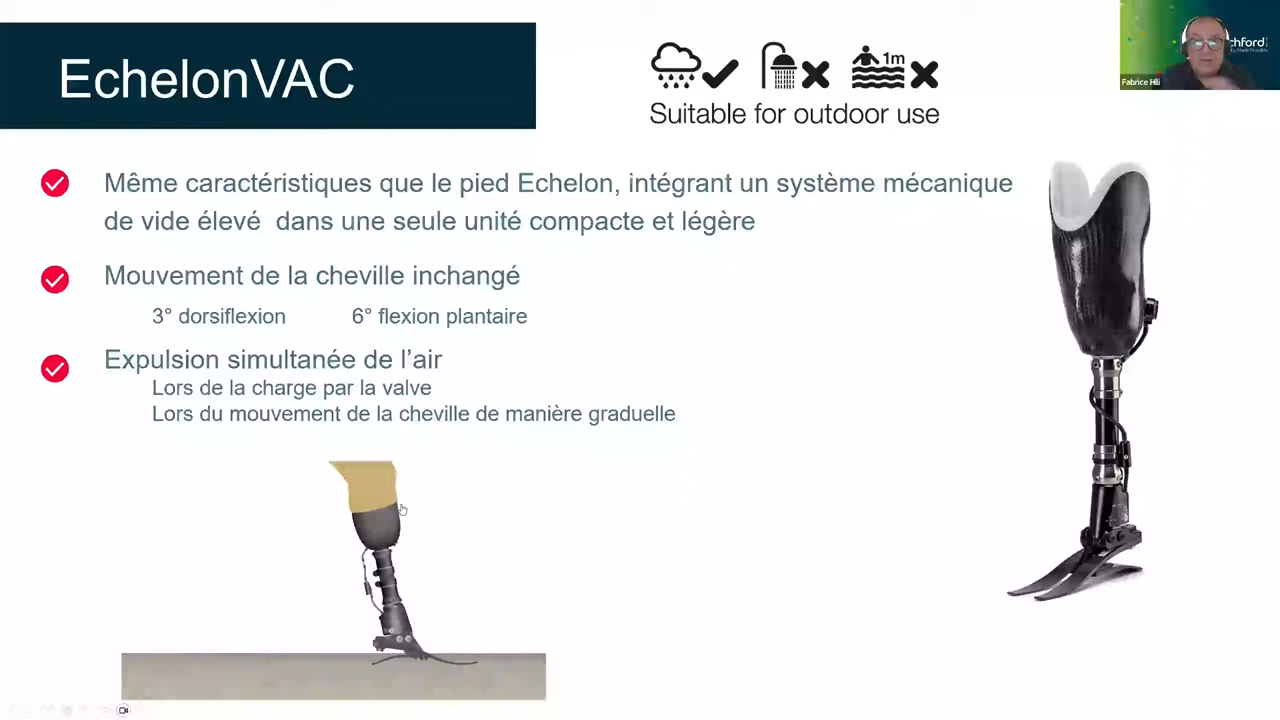 EchelonVAC
1m
Suitable for outdoor use
chford
Fabrice Hili
Même caractéristiques que le pied Echelon, intégrant un système mécanique
de vide élevé dans une seule unité compacte et légère
Mouvement de la cheville inchangé
3° dorsiflexion 6° flexion plantaire
Expulsion simultanée de l’air
Lors de la charge par la valve
Lors du mouvement de la cheville de manière graduelle